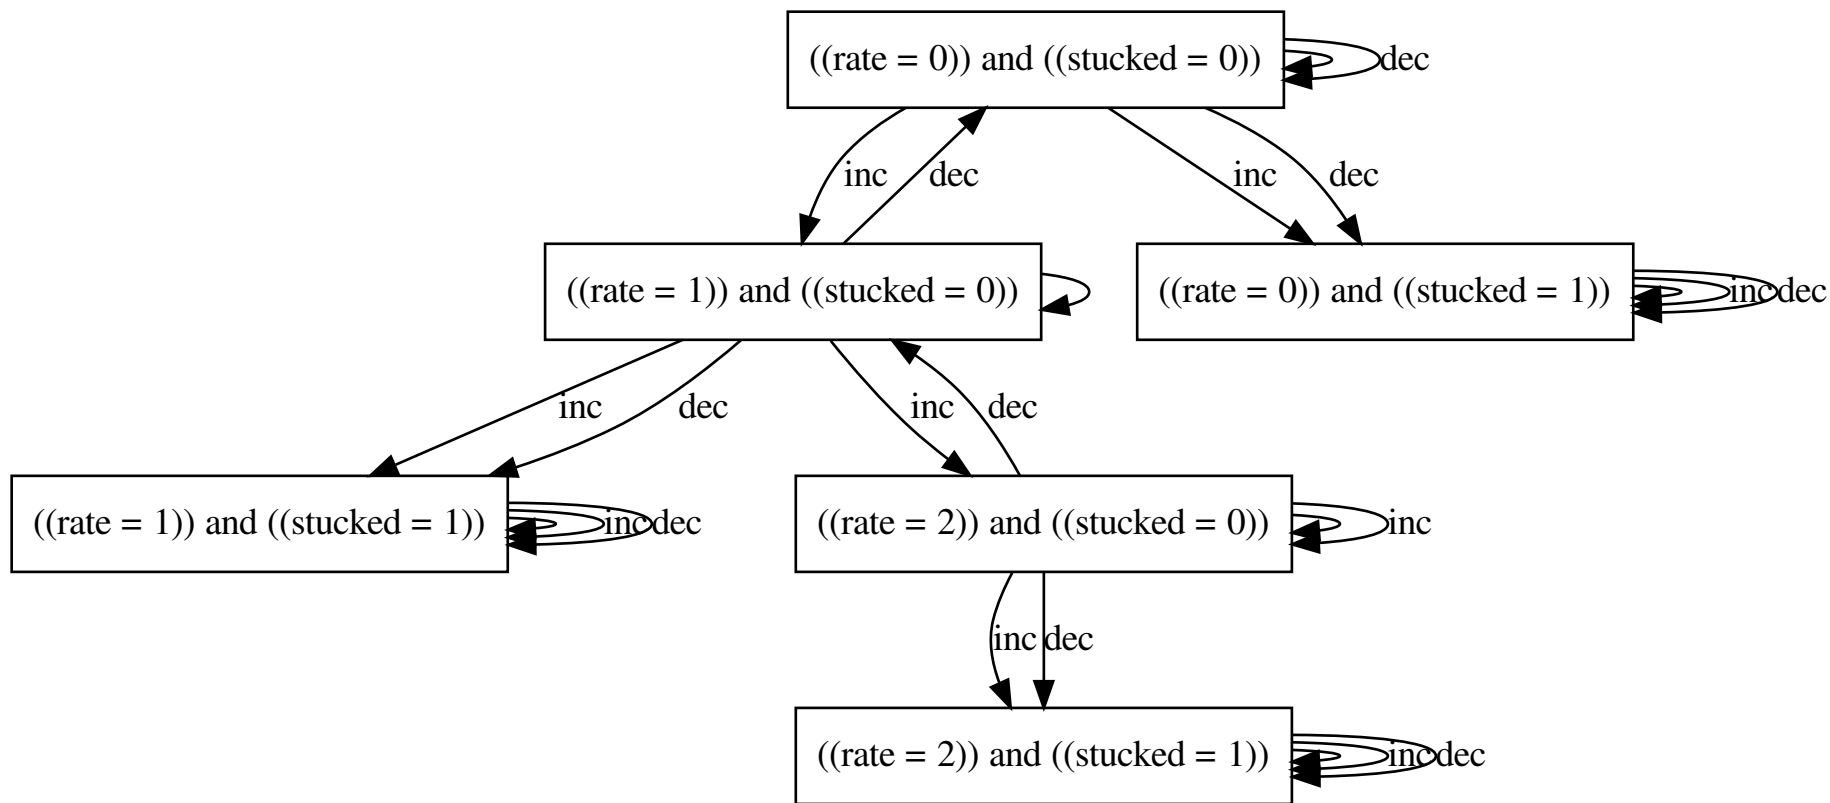 ((rate = 0)) and ((stucked = 0))
dec
inc
dec
inc
dec
((rate = 1)) and ((stucked = 0))
((rate = 0)) and ((stucked = 1))
inc
dec
inc
dec
inc
dec
((rate = 1)) and ((stucked = 1))
inc
dec
((rate = 2)) and ((stucked = 0))
inc
inc
dec
((rate = 2)) and ((stucked = 1))
inc
dec